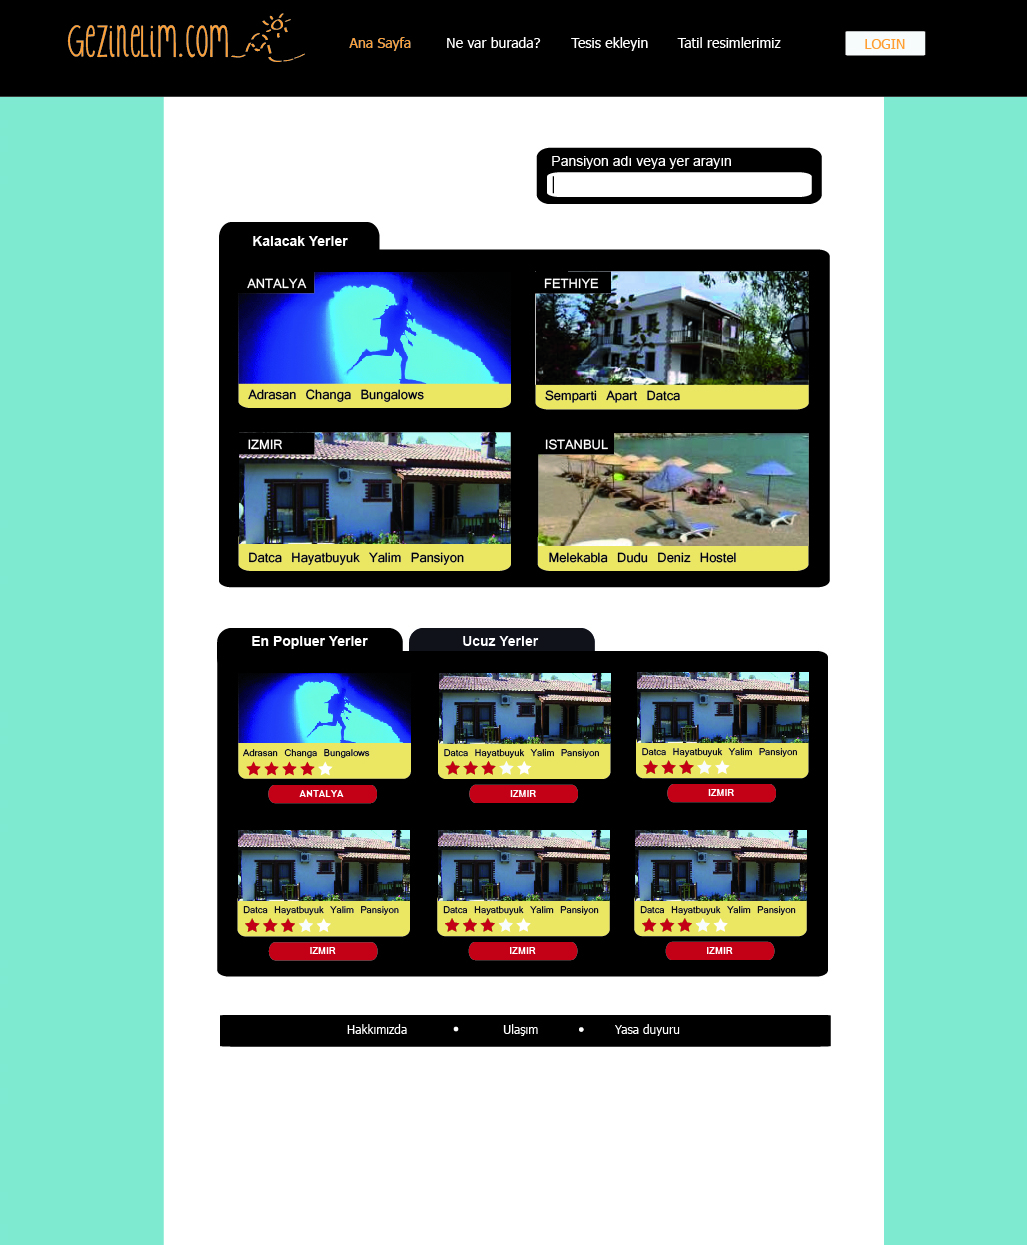 GEZINELIM.COM
Ana Sayfa
Ne var burada?
Tesis ekleyin
Tatil resimlerimiz
LOGIN
Pansiyon adı veya yer arayın
Kalacak Yerler
ANTALYA
Adrasan Changa Bungalows
FETHIYE
Semparti Apart Datca
IZMIR
Datca Hayatbuyuk Yalim Pansiyon
ISTANBUL
Melekabla Dudu Deniz Hostel
En Popluer Yerler
Ucuz Yerler
Adrasan Changa Bungalows
ANTALYA
Datca Hayatbuyuk Yalim Pansiyon
IZMIR
Datca Hayatbuyuk Yalim Pansiyon
IZMIR
Datca Hayatbuyuk Yalim Pansiyon
IZMIR
Datca Hayatbuyuk Yalim Pansiyon
IZMIR
Datca Hayatbuyuk Yalim Pansiyon
IZMIR
Hakkımızda • Ulaşım • Yasa duyuru